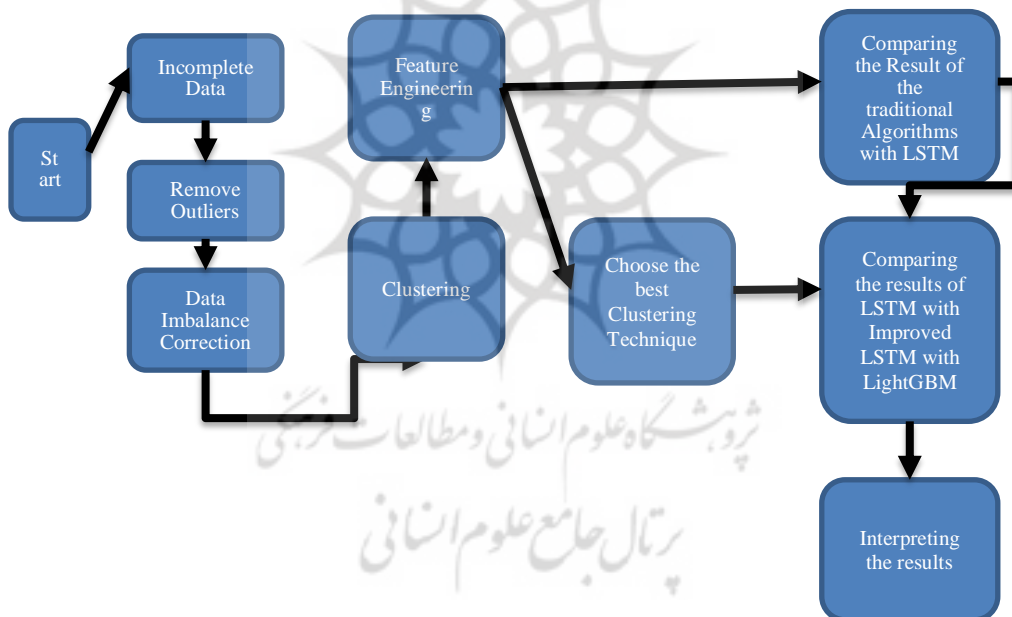 St
art
Incomplete
Data
Remove
Outliers
Data
Imbalance
Correction
Clustering
Feature
Engineerin
g
Choose the
best
Clustering
Technique
Comparing
the Result of
the
traditional
Algorithms
with LSTM
Comparing
the results of
LSTM with
Improved
LSTM with
LightGBM
Interpreting
the results
پژوهشگاه علوم انسانی و مطالعات فرهنگی
پرتال جامع علوم انسانی